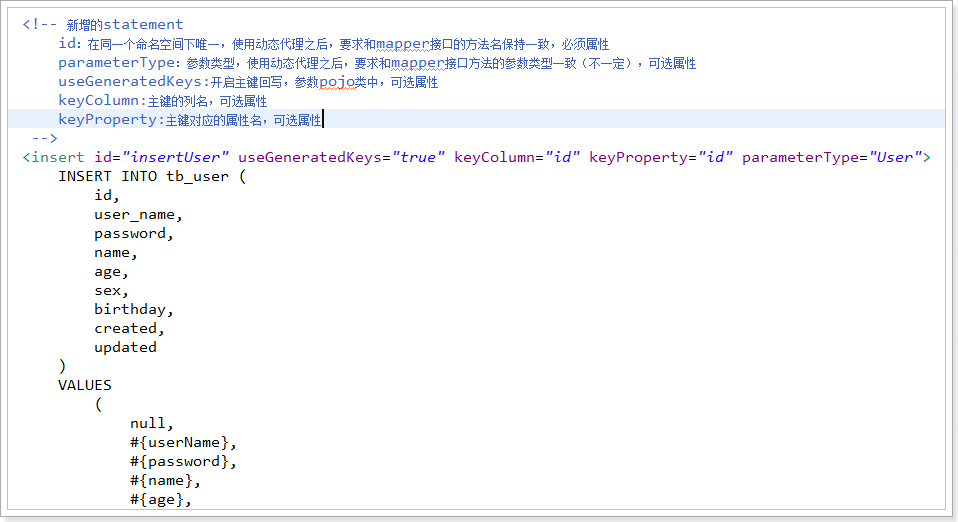 <!-- 新增的statement
id：在同一个命名空间下唯一，使用动态代理之后，要求和mapper接口的方法名保持一致，必须属性
parameterType：参数类型，使用动态代理之后，要求和mapper接口方法的参数类型一致（不一定），可选属性
useGeneratedKeys:开启主键回写，参数pojo类中，可选属性
keyColumn:主键的列名，可选属性
keyProperty:主键对应的属性名，可选属性
-->
<insert id="insertUser" useGeneratedKeys="true" keyColumn="id" keyProperty="id" parameterType="User">
INSERT INTO tb_user (
id,
user_name,
password,
name,
age,
sex,
birthday,
created,
updated
)
VALUES
(
null,
#{userName},
#{password},
#{name},
#{age},